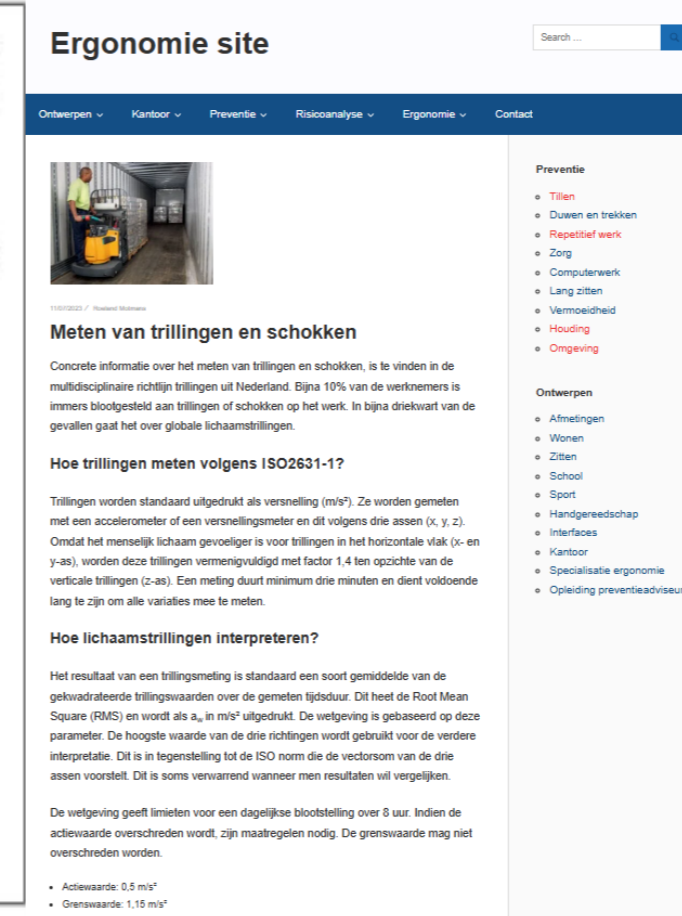 Ergonomie site
Search ...
Ontwerpen
Kantoor
Preventie
Risicoanalyse
Ergonomie
Contact
Meten van trillingen en schokken
Concrete informatie over het meten van trillingen en schokken, is te vinden in de
multidisciplinaire richtlijn trillingen uit Nederland. Bijna 10% van de werknemers is
immers blootgesteld aan trillingen of schokken op het werk. In bijna driekwart van de
gevallen gaat het over globale lichaamstrillingen.
Hoe trillingen meten volgens ISO2631-1?
Trillingen worden standaard uitgedrukt als versnelling (m/s²). Ze worden gemeten
met een accelerometer of een versnellingsmeter en dit volgens drie assen (x, y, z).
Omdat het menselijk lichaam gevoeliger is voor trillingen in het horizontale vlak (x- en
y-as), worden deze trillingen vermenigvuldigd met factor 1,4 ten opzichte van de
verticale trillingen (z-as). Een meting duurt minimum drie minuten en dient voldoende
lang te zijn om alle variaties mee te meten.
Hoe lichaamstrillingen interpreteren?
Het resultaat van een trillingsmeting is standaard een soort gemiddelde van de
gekwadrateerde trillingswaarden over de gemeten tijdsduur. Dit heet de Root Mean
Square (RMS) en wordt als aw in m/s² uitgedrukt. De wetgeving is gebaseerd op deze
parameter. De hoogste waarde van de drie richtingen wordt gebruikt voor de verdere
interpretatie. Dit is in tegenstelling tot de ISO norm die de vectorsom van de drie
assen voorstelt. Dit is soms verwarrend wanneer men resultaten wil vergelijken.
De wetgeving geeft limieten voor een dagelijkse blootstelling over 8 uur. Indien de
actiewaarde overschreden wordt, zijn maatregelen nodig. De grenswaarde mag niet
overschreden worden.
• Actiewaarde: 0,5 m/s²
• Grenswaarde: 1,15 m/s²
Preventie
Tillen
Duwen en trekken
Repetitief werk
Zorg
Computerwerk
Lang zitten
Vermoeidheid
Houding
Omgeving
Ontwerpen
Afmetingen
Wonen
Zitten
School
Sport
Handgereedschap
Interfaces
Kantoor
Specialisatie ergonomie
Opleiding preventieadviseur